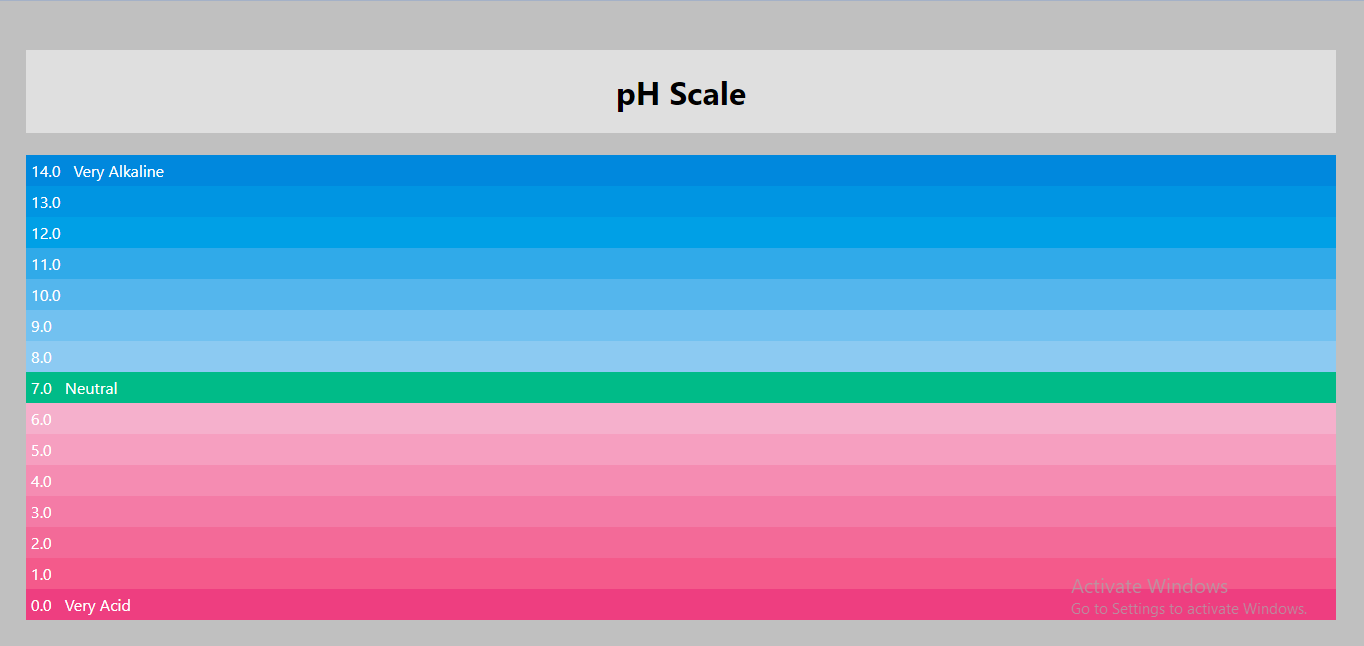 pH Scale
14.0 Very Alkaline
13.0
12.0
11.0
10.0
9.0
8.0
7.0 Neutral
6.0
5.0
4.0
3.0
2.0
1.0
0.0 Very Acid
Activate Windows
Go to Settings to activate Windows.